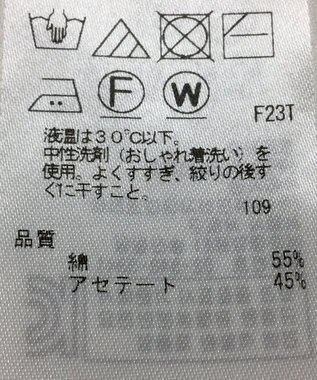 F
W
F23T
液温は30℃以下。
中性洗剤（おしゃれ着洗い）を
使用。よくすすぎ、絞りの後す
ぐに干すこと。
109
品質
綿 55%
アセテート 45%